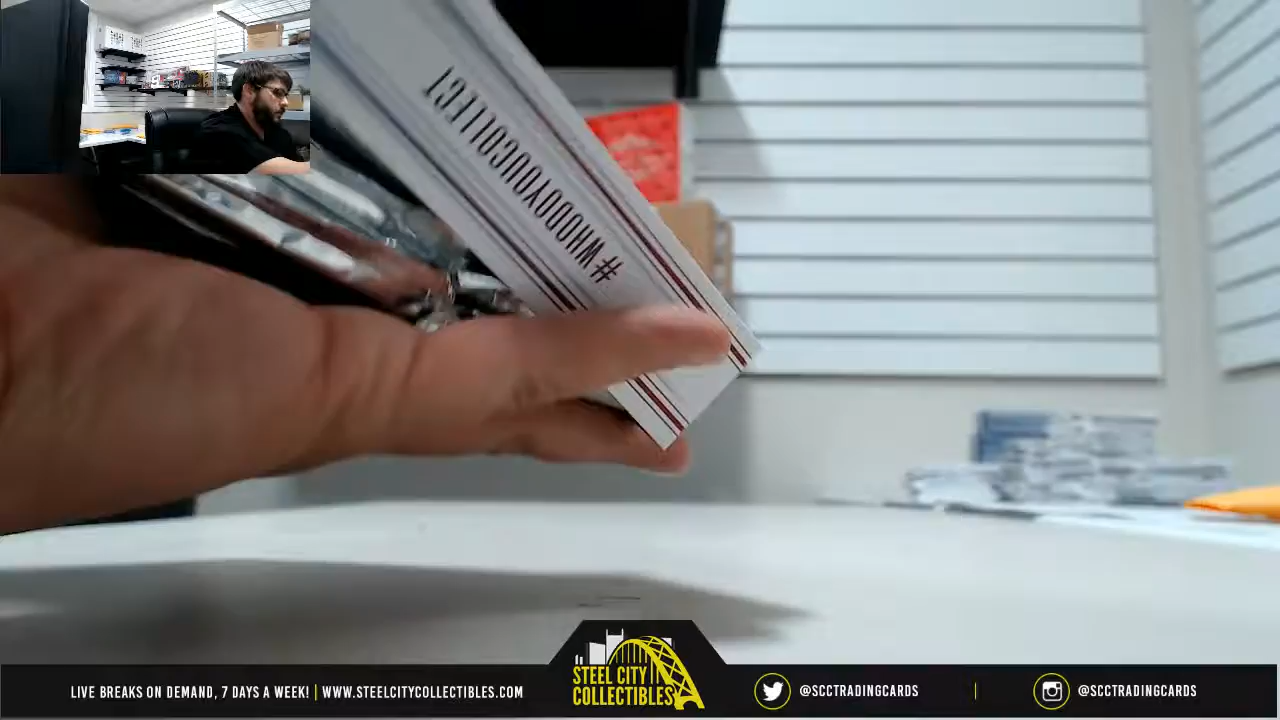 #WHODOYOUCOLLECT
STEEL CITY
COLLECTIBLES
LIVE BREAKS ON DEMAND, 7 DAYS A WEEK! | WWW.STEELCITYCOLLECTIBLES.COM
@SCCTRADINGCARDS | @SCCTRADINGCARDS